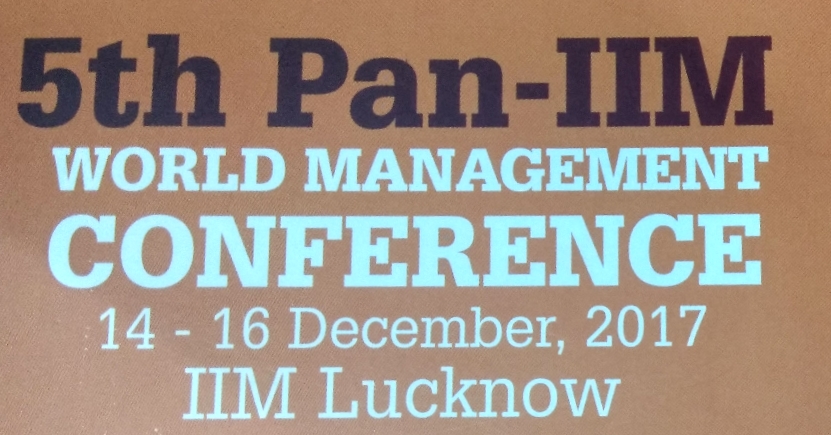 5th Pan-IIM
WORLD MANAGEMENT
CONFERENCE
14 - 16 December, 2017
IIM Lucknow